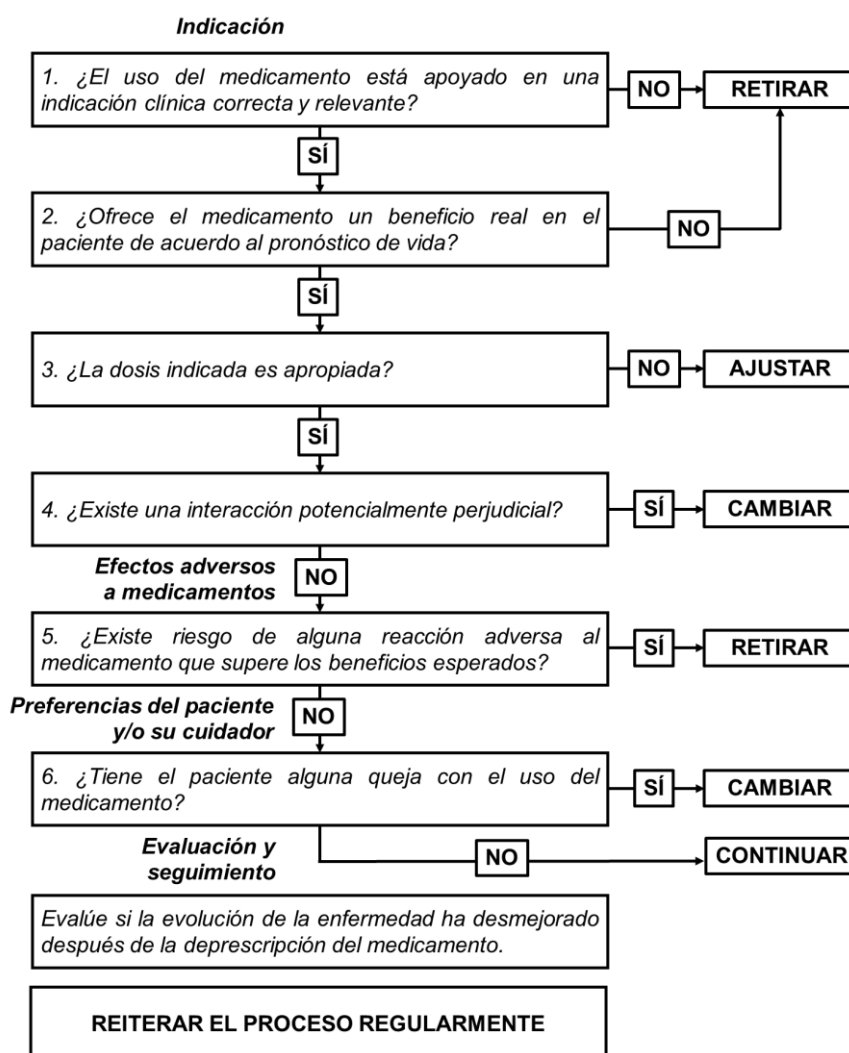 Indicación
1. ¿El uso del medicamento está apoyado en una
indicación clínica correcta y relevante?
NO
RETIRAR
SÍ
2. ¿Ofrece el medicamento un beneficio real en el
paciente de acuerdo al pronóstico de vida?
NO
SÍ
3. ¿La dosis indicada es apropiada?
NO
AJUSTAR
SÍ
4. ¿Existe una interacción potencialmente perjudicial?
SÍ
CAMBIAR
Efectos adversos
a medicamentos
NO
5. ¿Existe riesgo de alguna reacción adversa al
medicamento que supere los beneficios esperados?
SÍ
RETIRAR
Preferencias del paciente
y/o su cuidador
NO
6. ¿Tiene el paciente alguna queja con el uso del
medicamento?
SÍ
CAMBIAR
Evaluación y
seguimiento
NO
CONTINUAR
Evalúe si la evolución de la enfermedad ha desmejorado
después de la deprescripción del medicamento.
REITERAR EL PROCESO REGULARMENTE